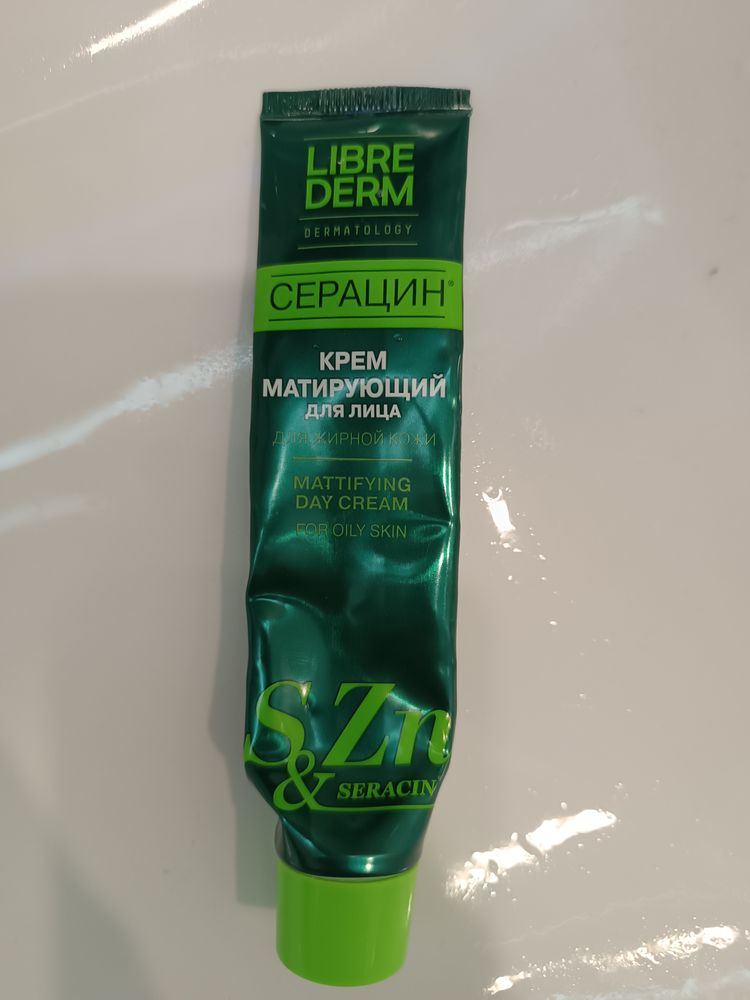 LIBRE
DERM
DERMATOLOGY
СЕРАЦИН®
КРЕМ
МАТИРУЮЩИЙ
ДЛЯ ЛИЦА
ДЛЯ ЖИРНОЙ КОЖИ
MATTIFYING
DAY CREAM
FOR OILY SKIN
S & Zn
SERACIN